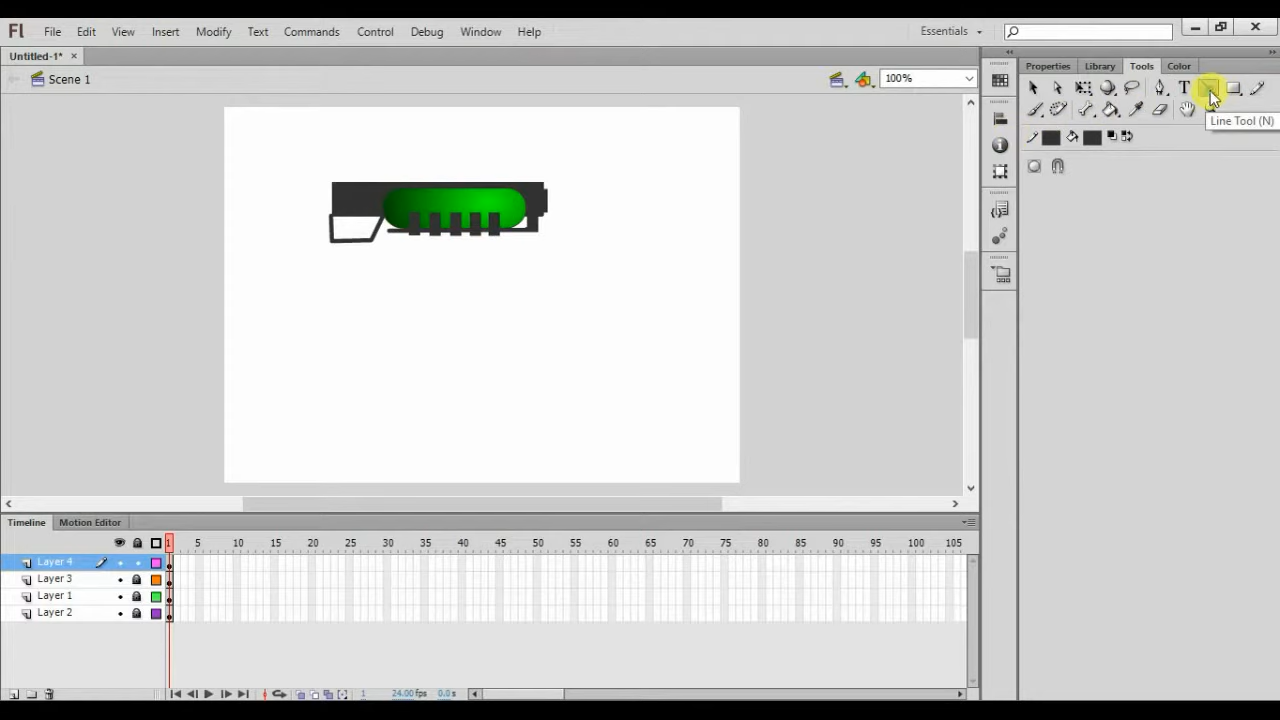 Fl File Edit View Insert Modify Text Commands Control Debug Window Help Essentials
Untitled-1* ×
Properties Library Tools Color
Scene 1 100%
T
Line Tool (N)
Timeline Motion Editor
1 5 10 15 20 25 30 35 40 45 50 55 60 65 70 75 80 85 90 95 100 105
Layer 4
Layer 3
Layer 1
Layer 2
1 24.00 fps 0.0 s